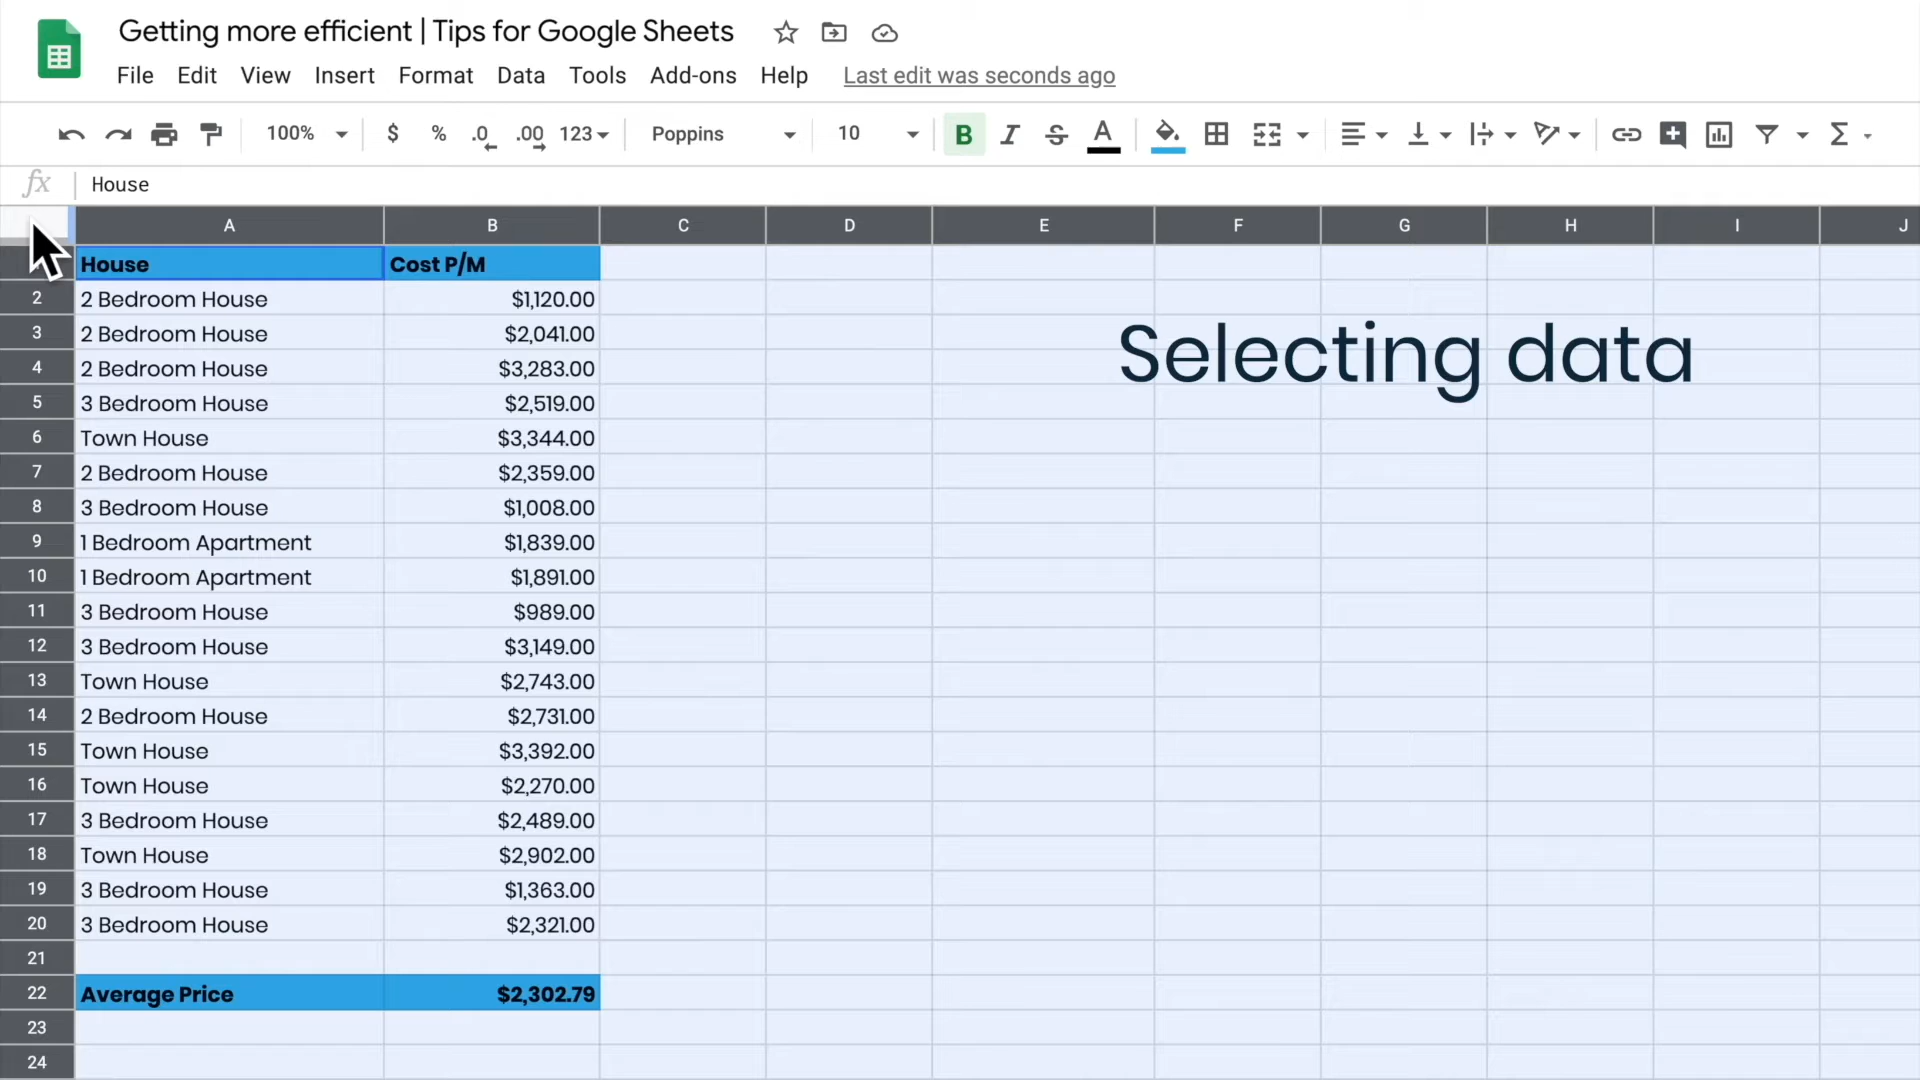 Getting more efficient | Tips for Google Sheets
File Edit View Insert Format Data Tools Add-ons Help Last edit was seconds ago
100% $ % .0 .00 123 Poppins 10 B I S A Σ
fx House
A B C D E F G H I J
House Cost P/M
2 2 Bedroom House $1,120.00
3 2 Bedroom House $2,041.00
Selecting data
4 2 Bedroom House $3,283.00
5 3 Bedroom House $2,519.00
6 Town House $3,344.00
7 2 Bedroom House $2,359.00
8 3 Bedroom House $1,008.00
9 1 Bedroom Apartment $1,839.00
10 1 Bedroom Apartment $1,891.00
11 3 Bedroom House $989.00
12 3 Bedroom House $3,149.00
13 Town House $2,743.00
14 2 Bedroom House $2,731.00
15 Town House $3,392.00
16 Town House $2,270.00
17 3 Bedroom House $2,489.00
18 Town House $2,902.00
19 3 Bedroom House $1,363.00
20 3 Bedroom House $2,321.00
21
22 Average Price $2,302.79
23
24